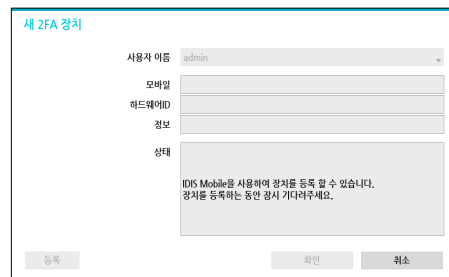 새 2FA 장치
사용자 이름 admin
모바일
하드웨어ID
정보
상태
IDIS Mobile을 사용하여 장치를 등록 할 수 있습니다.
장치를 등록하는 동안 잠시 기다려주세요.
등록 확인 취소